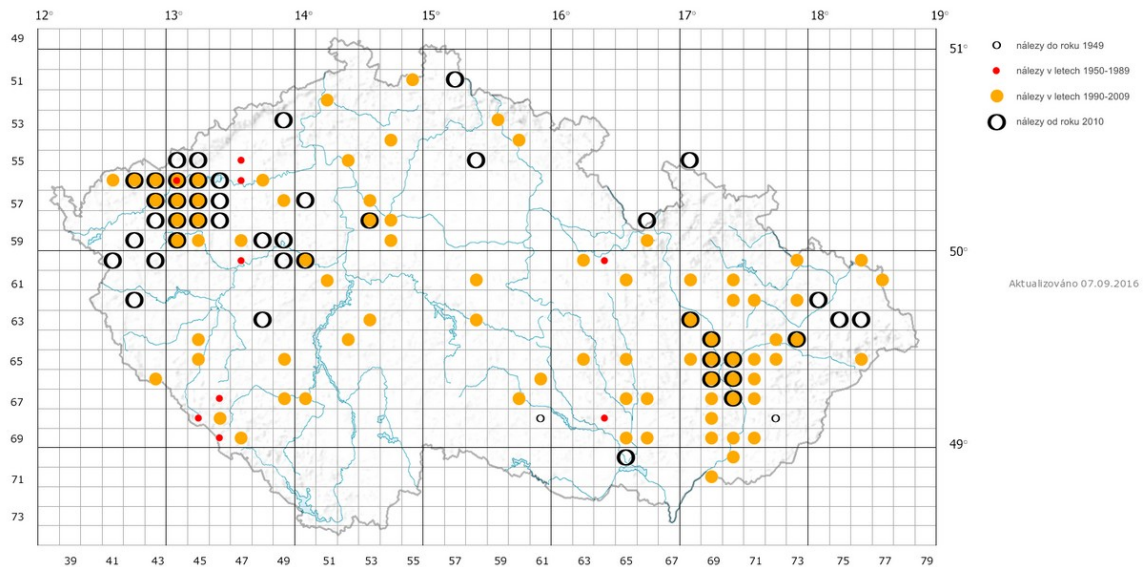 12° 13° 14° 15° 16° 17° 18° 19°
49
51°
nálezy do roku 1949
51
nálezy v letech 1950-1989
nálezy v letech 1990-2009
53
nálezy od roku 2010
55
57
59
50°
61
Aktualizováno 07.09.2016
63
65
67
69
49°
71
73
39 41 43 45 47 49 51 53 55 57 59 61 63 65 67 69 71 73 75 77 79